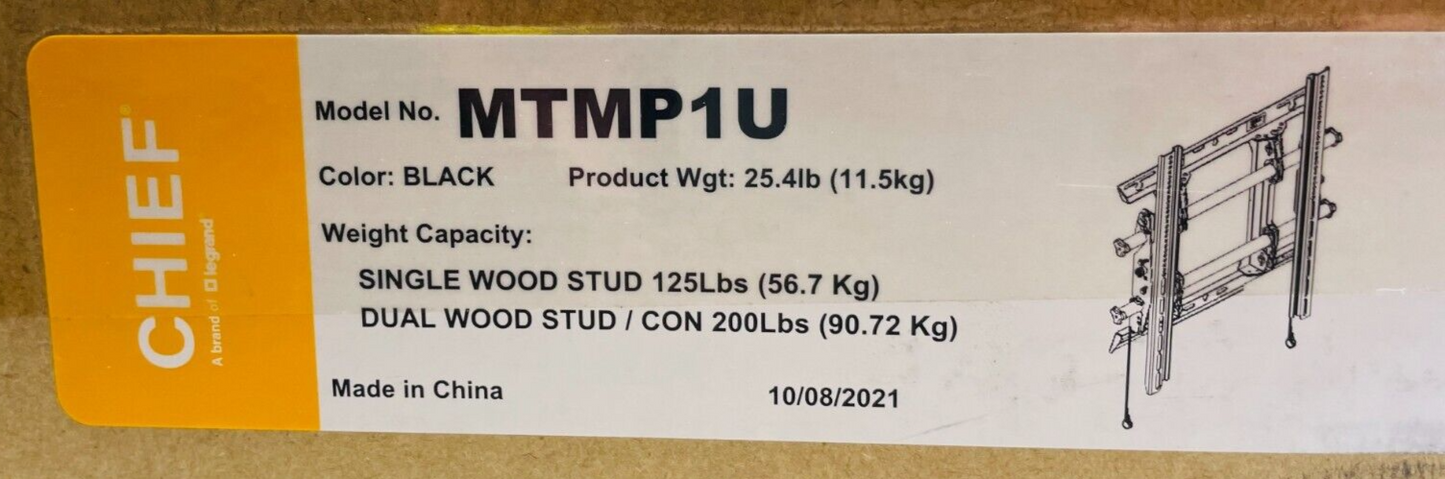 CHIEF®
A brand of legrand
Model No. MTMP1U
Color: BLACK Product Wgt: 25.4lb (11.5kg)
Weight Capacity:
SINGLE WOOD STUD 125Lbs (56.7 Kg)
DUAL WOOD STUD / CON 200Lbs (90.72 Kg)
Made in China 10/08/2021